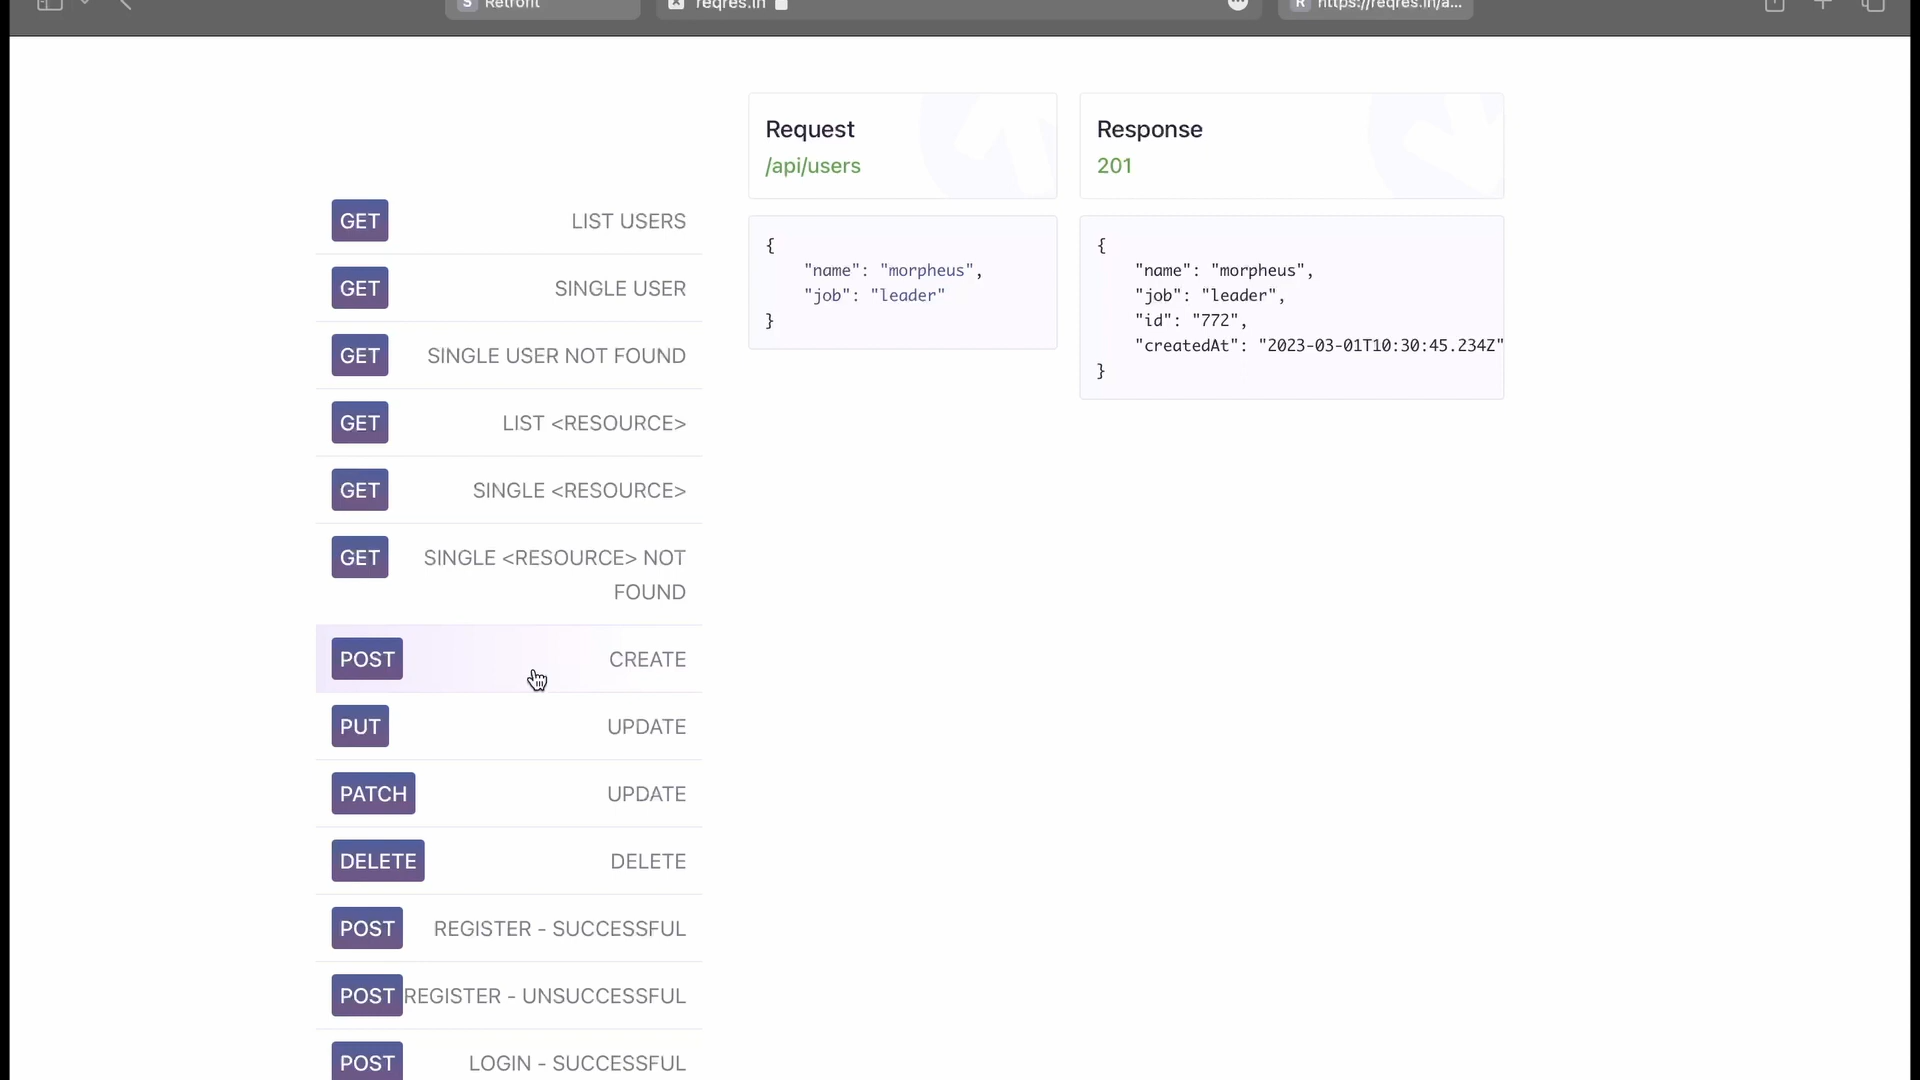 S Retrofit
reqres.in
R https://reqres.in/a...
Request
/api/users
{
"name": "morpheus",
"job": "leader"
}
Response
201
{
"name": "morpheus",
"job": "leader",
"id": "772",
"createdAt": "2023-03-01T10:30:45.234Z"
}
GET LIST USERS
GET SINGLE USER
GET SINGLE USER NOT FOUND
GET LIST <RESOURCE>
GET SINGLE <RESOURCE>
GET SINGLE <RESOURCE> NOT
FOUND
POST CREATE
PUT UPDATE
PATCH UPDATE
DELETE DELETE
POST REGISTER - SUCCESSFUL
POST REGISTER - UNSUCCESSFUL
POST LOGIN - SUCCESSFUL